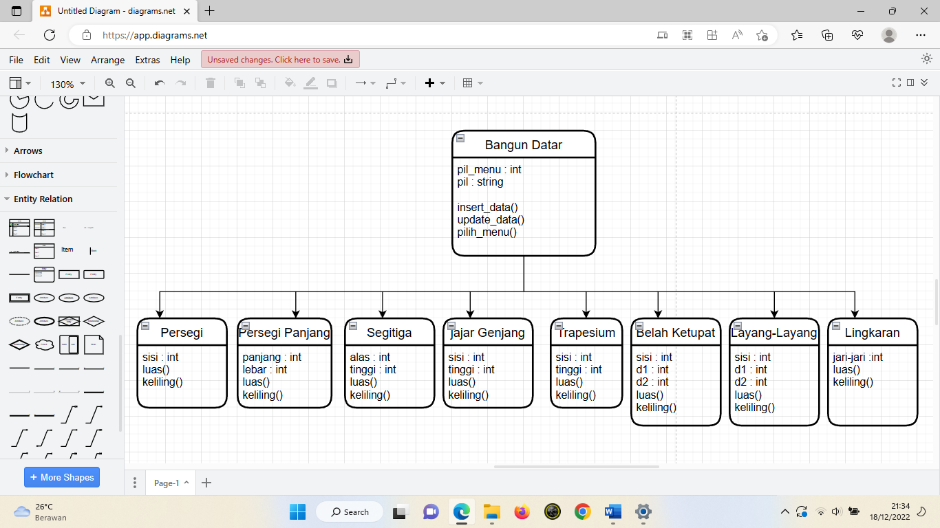 Untitled Diagram - diagrams.net
https://app.diagrams.net
File Edit View Arrange Extras Help Unsaved changes. Click here to save.
130%
Arrows
Flowchart
Entity Relation
Item
+ More Shapes
Bangun Datar
pil_menu : int
pil : string
insert_data()
update_data()
pilih_menu()
Persegi
sisi : int
luas()
keliling()
Persegi Panjang
panjang : int
lebar : int
luas()
keliling()
Segitiga
alas : int
tinggi : int
luas()
keliling()
jajar Genjang
sisi : int
tinggi : int
luas()
keliling()
Trapesium
sisi : int
tinggi : int
luas()
keliling()
Belah Ketupat
sisi : int
d1 : int
d2 : int
luas()
keliling()
Layang-Layang
sisi : int
d1 : int
d2 : int
luas()
keliling()
Lingkaran
jari-jari :int
luas()
keliling()
Page-1
26°C
Berawan
Search
21:34
18/12/2022